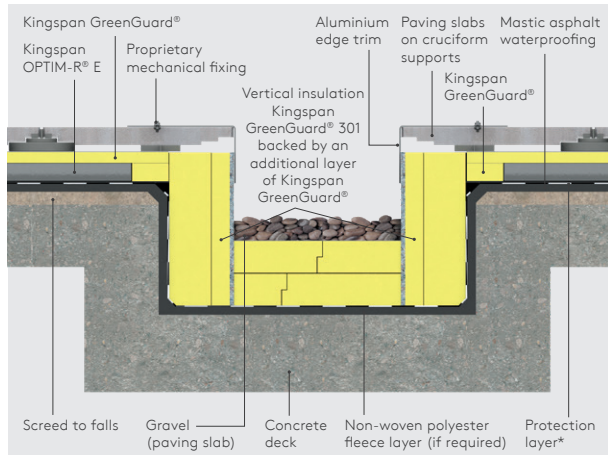 Kingspan GreenGuard®
Kingspan
OPTIM-R® E
Proprietary
mechanical fixing
Vertical insulation
Kingspan
GreenGuard® 301
backed by an
additional layer
of Kingspan
GreenGuard®
Aluminium
edge trim
Paving slabs
on cruciform
supports
Kingspan
GreenGuard®
Mastic asphalt
waterproofing
Screed to falls
Gravel
(paving slab)
Concrete
deck
Non-woven polyester
fleece layer (if required)
Protection
layer*